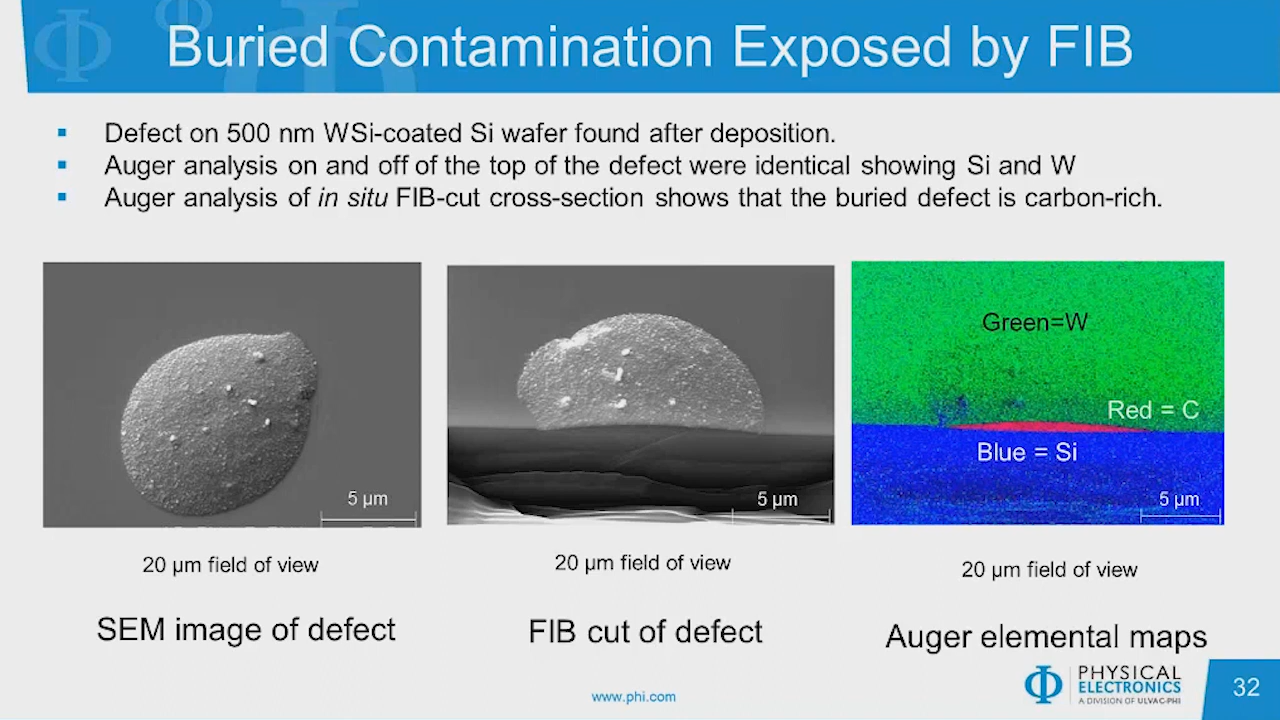 Buried Contamination Exposed by FIB
Defect on 500 nm WSi-coated Si wafer found after deposition.
Auger analysis on and off of the top of the defect were identical showing Si and W
Auger analysis of in situ FIB-cut cross-section shows that the buried defect is carbon-rich.
5 µm
5 µm
Green=W
Red = C
Blue = Si
5 µm
20 µm field of view
20 µm field of view
20 µm field of view
SEM image of defect
FIB cut of defect
Auger elemental maps
www.phi.com
PHYSICAL
ELECTRONICS
A DIVISION OF ULVAC-PHI
32